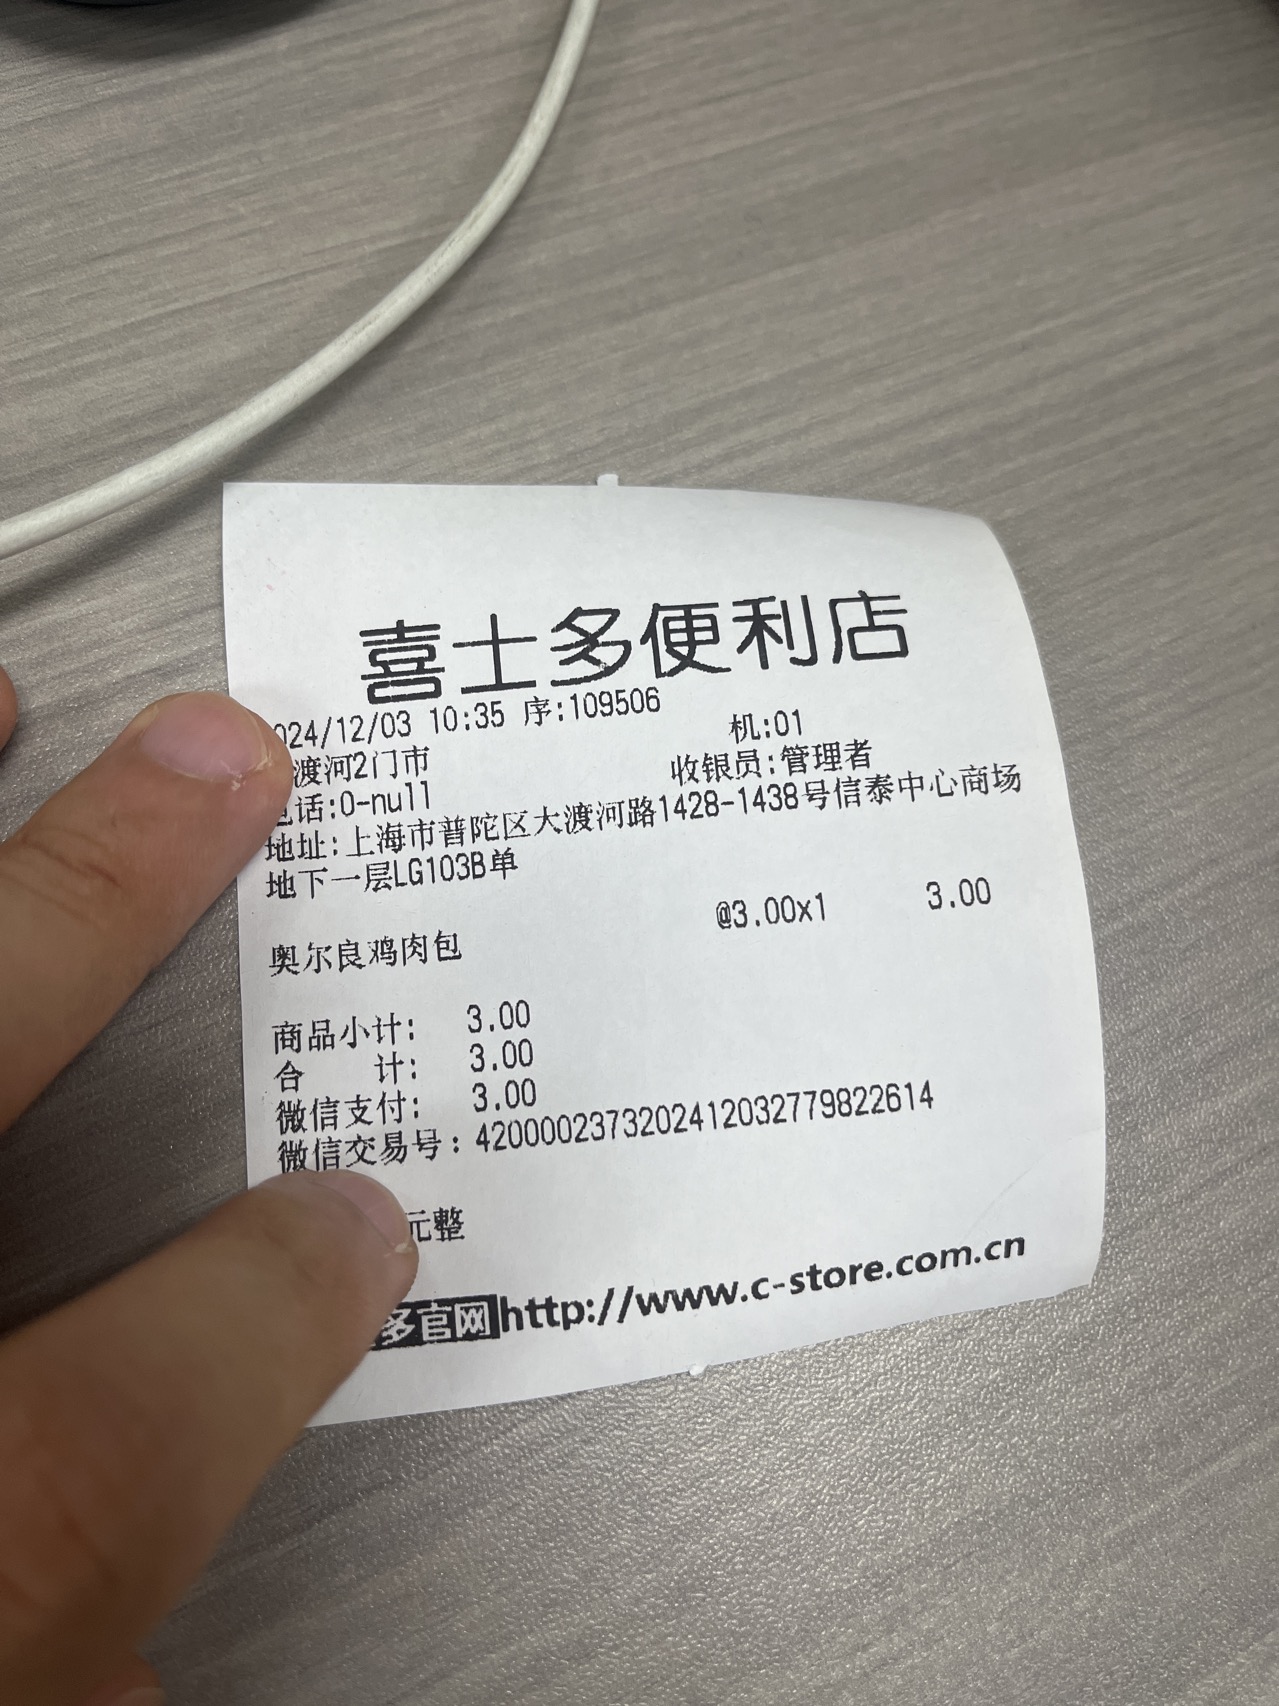 喜士多便利店
024/12/03 10:35 序:109506 机:01
渡河2门市 收银员:管理者
话:0-null
地址:上海市普陀区大渡河路1428-1438号信泰中心商场
地下一层LG103B单
@3.00x1 3.00
奥尔良鸡肉包
商品小计: 3.00
合 计: 3.00
微信支付: 3.00
微信交易号:4200002373202412032779822614
元整
多官网http://www.c-store.com.cn